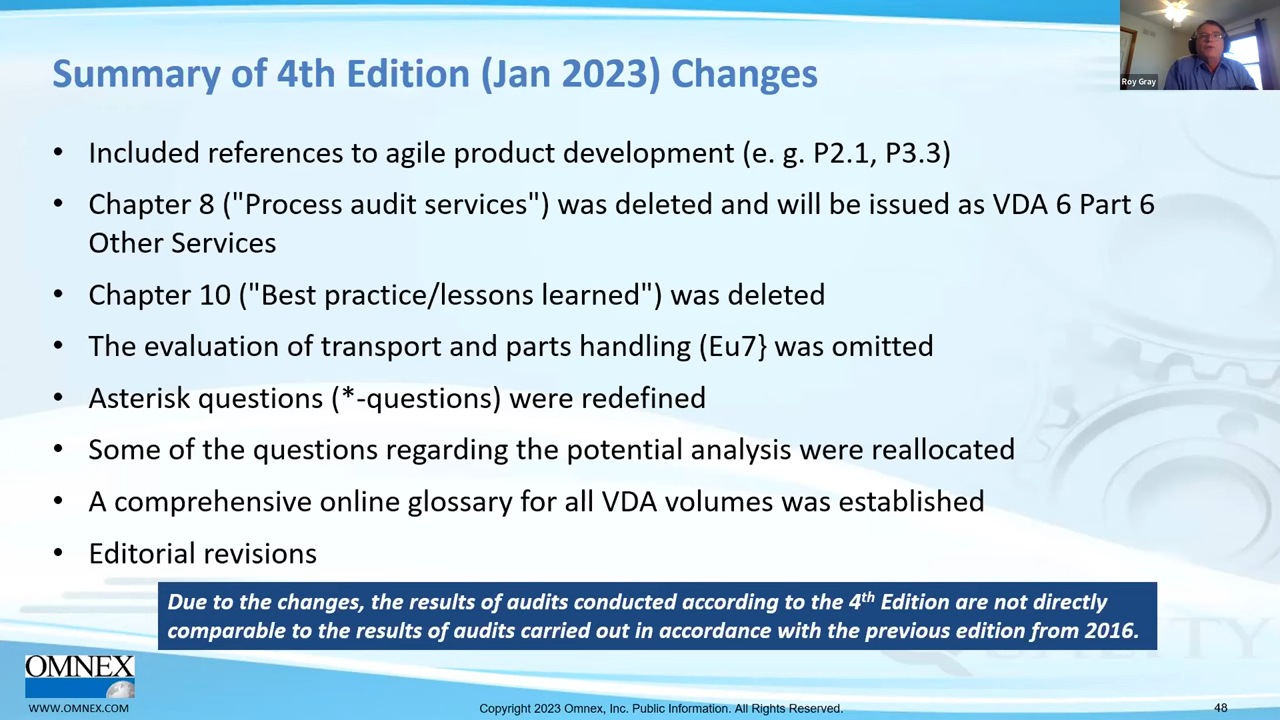 Roy Gray
Summary of 4th Edition (Jan 2023) Changes
• Included references to agile product development (e. g. P2.1, P3.3)
• Chapter 8 ("Process audit services") was deleted and will be issued as VDA 6 Part 6
Other Services
• Chapter 10 ("Best practice/lessons learned") was deleted
• The evaluation of transport and parts handling (Eu7} was omitted
• Asterisk questions (*-questions) were redefined
• Some of the questions regarding the potential analysis were reallocated
• A comprehensive online glossary for all VDA volumes was established
• Editorial revisions
Due to the changes, the results of audits conducted according to the 4th Edition are not directly
comparable to the results of audits carried out in accordance with the previous edition from 2016.
OMNEX
WWW.OMNEX.COM
Copyright 2023 Omnex, Inc. Public Information. All Rights Reserved.
48